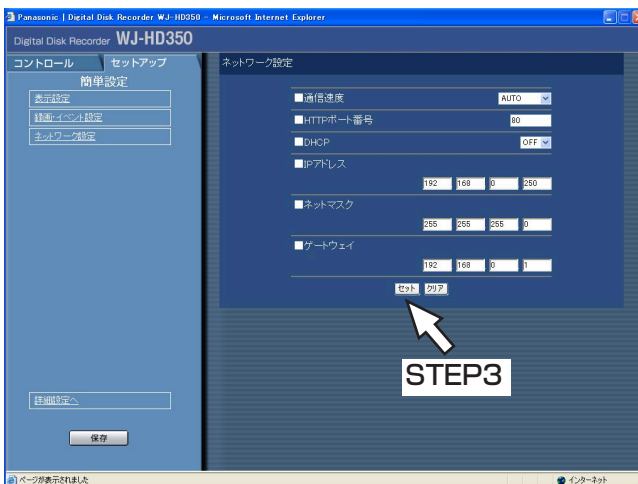 Panasonic | Digital Disk Recorder WJ-HD350 - Microsoft Internet Explorer
Digital Disk Recorder WJ-HD350
コントロール セットアップ
簡単設定
表示設定
録画・イベント設定
ネットワーク設定
詳細設定へ
保存
ネットワーク設定
■通信速度 AUTO
■HTTPポート番号 80
■DHCP OFF
■IPアドレス
192 168 0 250
■ネットマスク
255 255 255 0
■ゲートウェイ
192 168 0 1
セット クリア
STEP3
ページが表示されました インターネット